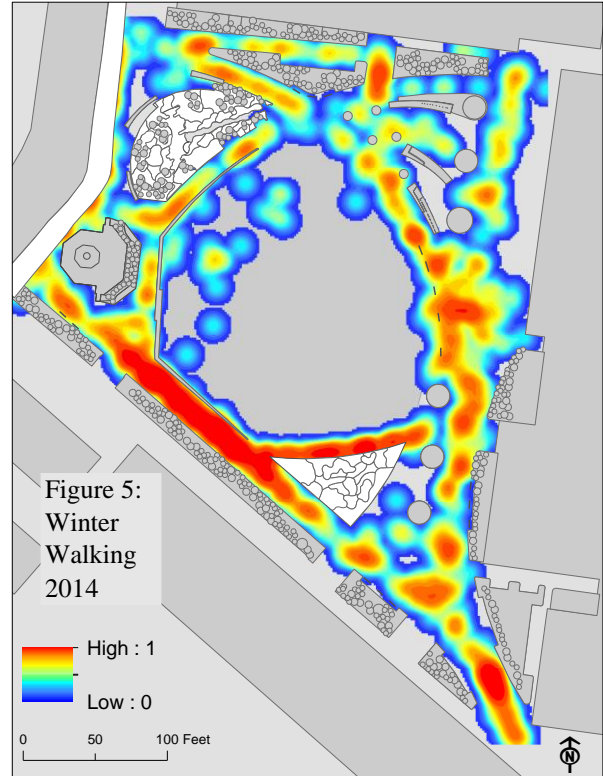 Figure 5:
Winter
Walking
2014
High : 1
Low : 0
0 50 100 Feet
N